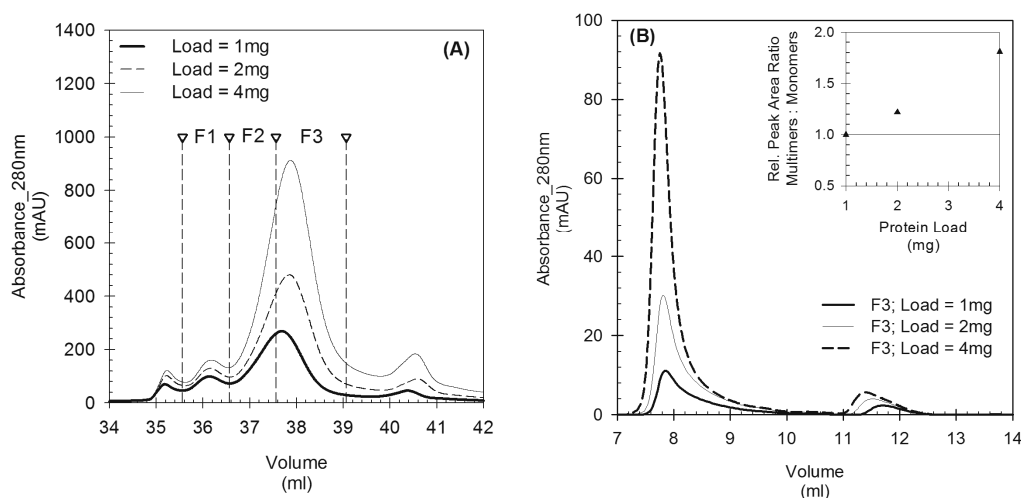 (A)
Load = 1mg
Load = 2mg
Load = 4mg
F1 F2 F3
1400
1200
1000
800
600
400
200
0
Absorbance_280nm
(mAU)
34 35 36 37 38 39 40 41 42
Volume
(ml)
(B)
100
80
60
40
20
0
Absorbance_280nm
(mAU)
2.0
1.5
1.0
0.5
Rel. Peak Area Ratio
Multimers : Monomers
1 2 3 4
Protein Load
(mg)
F3; Load = 1mg
F3; Load = 2mg
F3; Load = 4mg
7 8 9 10 11 12 13 14
Volume
(ml)